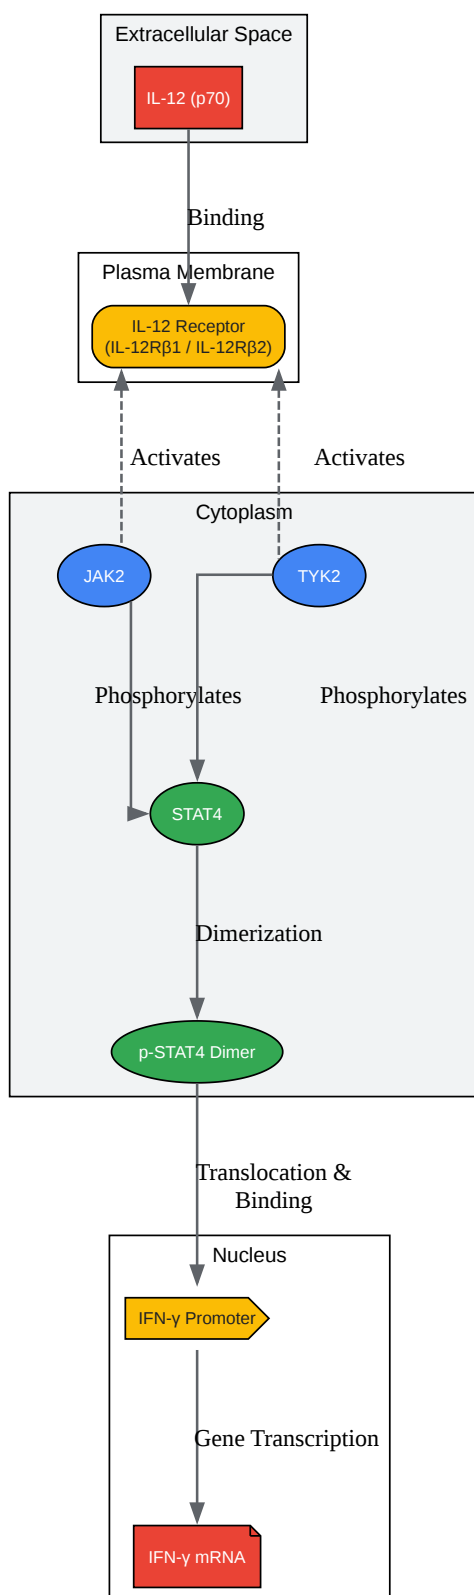 Extracellular Space
IL-12 (p70)
Binding
Plasma Membrane
IL-12 Receptor
(IL-12Rβ1 / IL-12Rβ2)
Activates
Activates
Cytoplasm
JAK2
TYK2
Phosphorylates
Phosphorylates
STAT4
Dimerization
p-STAT4 Dimer
Translocation &
Binding
Nucleus
IFN-γ Promoter
Gene Transcription
IFN-γ mRNA